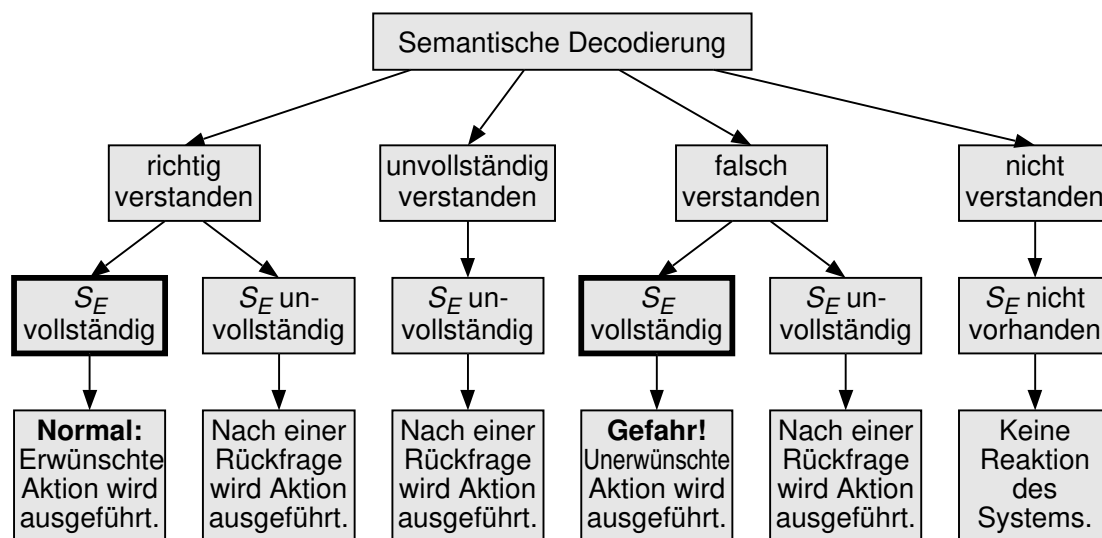 Semantische Decodierung
richtig
verstanden
unvollständig
verstanden
falsch
verstanden
nicht
verstanden
S_E
vollständig
S_E un-
vollständig
S_E un-
vollständig
S_E
vollständig
S_E un-
vollständig
S_E nicht
vorhanden
Normal:
Erwünschte
Aktion wird
ausgeführt.
Nach einer
Rückfrage
wird Aktion
ausgeführt.
Nach einer
Rückfrage
wird Aktion
ausgeführt.
Gefahr!
Unerwünschte
Aktion wird
ausgeführt.
Nach einer
Rückfrage
wird Aktion
ausgeführt.
Keine
Reaktion
des
Systems.